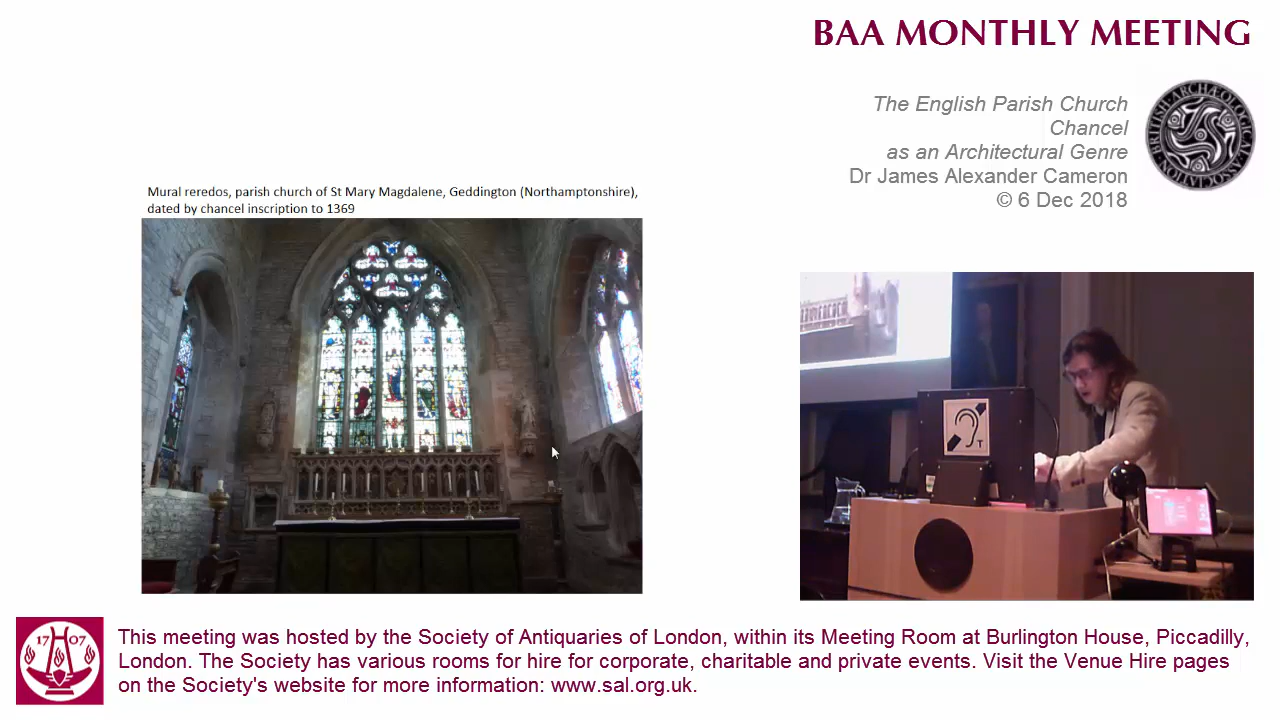 BAA MONTHLY MEETING
The English Parish Church
Chancel
as an Architectural Genre
Dr James Alexander Cameron
© 6 Dec 2018
BRITISH ARCHÆOLOGICAL ASSOCIATION
Mural reredos, parish church of St Mary Magdalene, Geddington (Northamptonshire),
dated by chancel inscription to 1369
T
1707
This meeting was hosted by the Society of Antiquaries of London, within its Meeting Room at Burlington House, Piccadilly,
London. The Society has various rooms for hire for corporate, charitable and private events. Visit the Venue Hire pages
on the Society's website for more information: www.sal.org.uk.